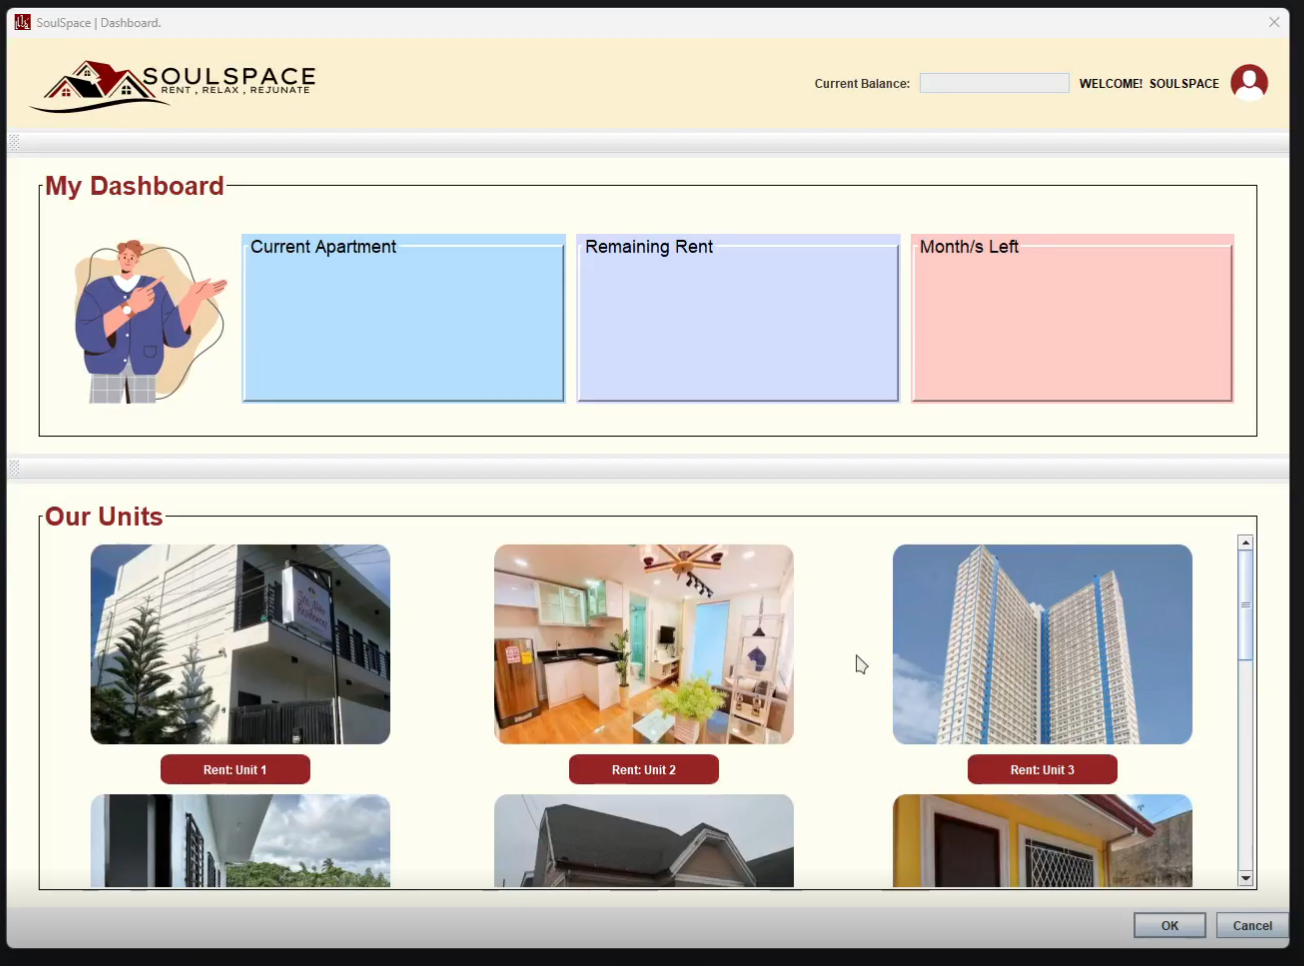 SoulSpace | Dashboard.
SOULSPACE
RENT , RELAX , REJUNATE
Current Balance:
WELCOME! SOULSPACE
My Dashboard
Current Apartment
Remaining Rent
Month/s Left
Our Units
Rent: Unit 1
Rent: Unit 2
Rent: Unit 3
OK
Cancel